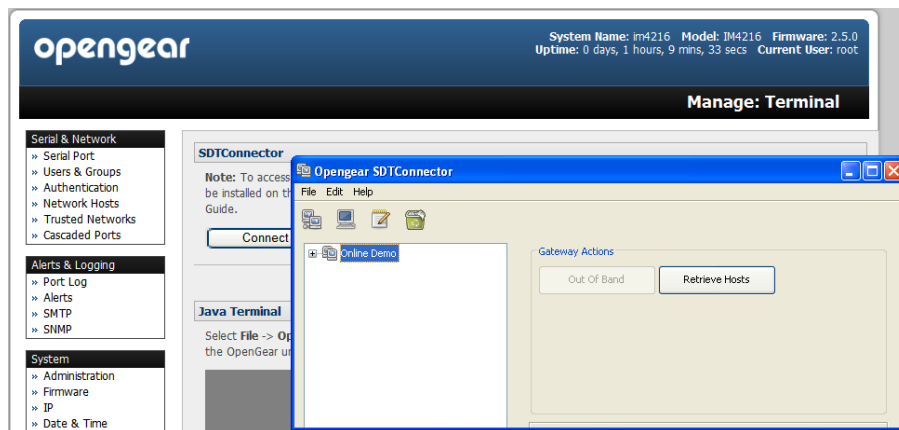 opengear
System Name: im4216 Model: IM4216 Firmware: 2.5.0
Uptime: 0 days, 1 hours, 9 mins, 33 secs Current User: root
Manage: Terminal
Serial & Network
» Serial Port
» Users & Groups
» Authentication
» Network Hosts
» Trusted Networks
» Cascaded Ports
Alerts & Logging
» Port Log
» Alerts
» SMTP
» SNMP
System
» Administration
» Firmware
» IP
» Date & Time
SDTConnector
Note: To access
be installed on th
Guide.
Connect
Java Terminal
Select File -> Op
the OpenGear un
Opengear SDTConnector
File Edit Help
Online Demo
Gateway Actions
Out Of Band
Retrieve Hosts